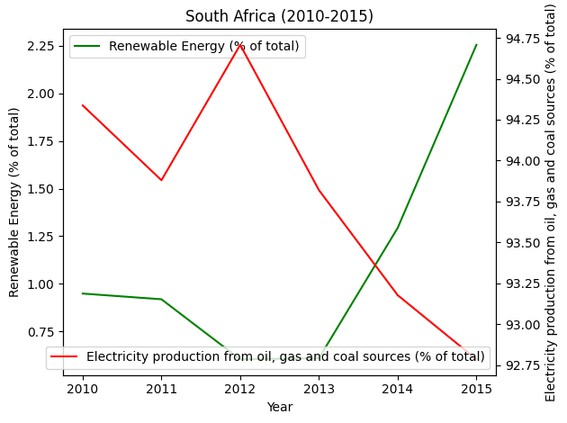 South Africa (2010-2015)
Renewable Energy (% of total)
Electricity production from oil, gas and coal sources (% of total)
Renewable Energy (% of total)
2.25
2.00
1.75
1.50
1.25
1.00
0.75
94.75
94.50
94.25
94.00
93.75
93.50
93.25
93.00
92.75
Electricity production from oil, gas and coal sources (% of total)
2010 2011 2012 2013 2014 2015
Year